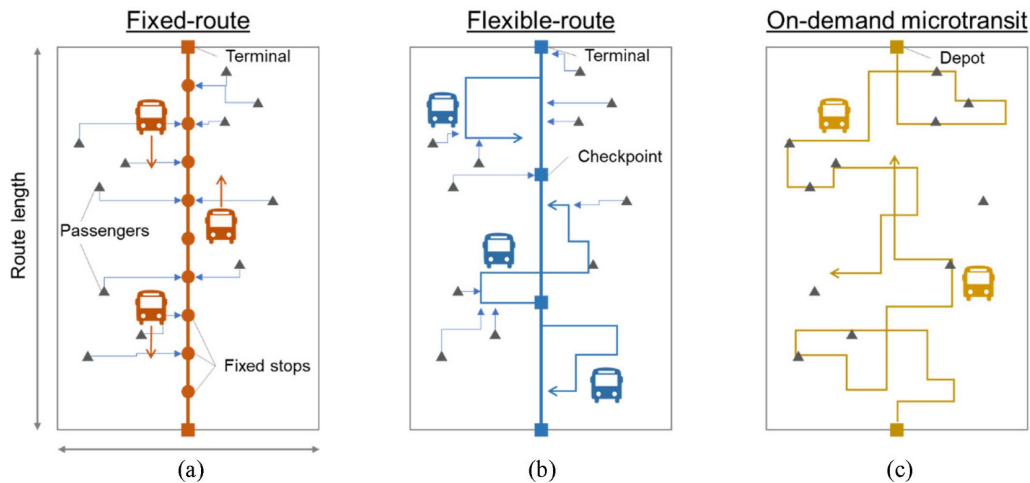 Fixed-route
Flexible-route
On-demand microtransit
Terminal
Terminal
Depot
Checkpoint
Route length
Passengers
Fixed stops
(a)
(b)
(c)